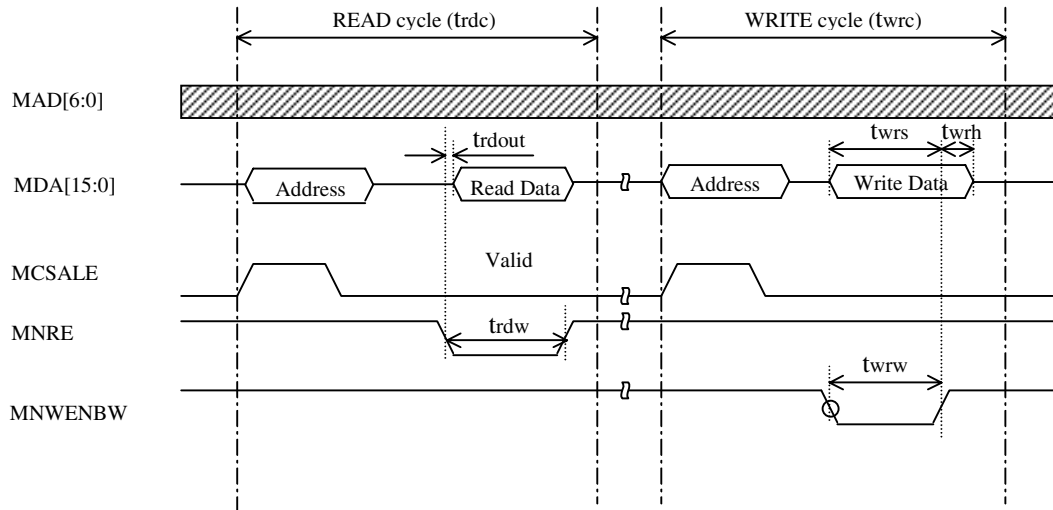 READ cycle (trdc) WRITE cycle (twrc)
MAD[6:0]
trdout twrs twrh
MDA[15:0] Address Read Data Address Write Data
MCSALE Valid
MNRE trdw
MNWENBW twrw